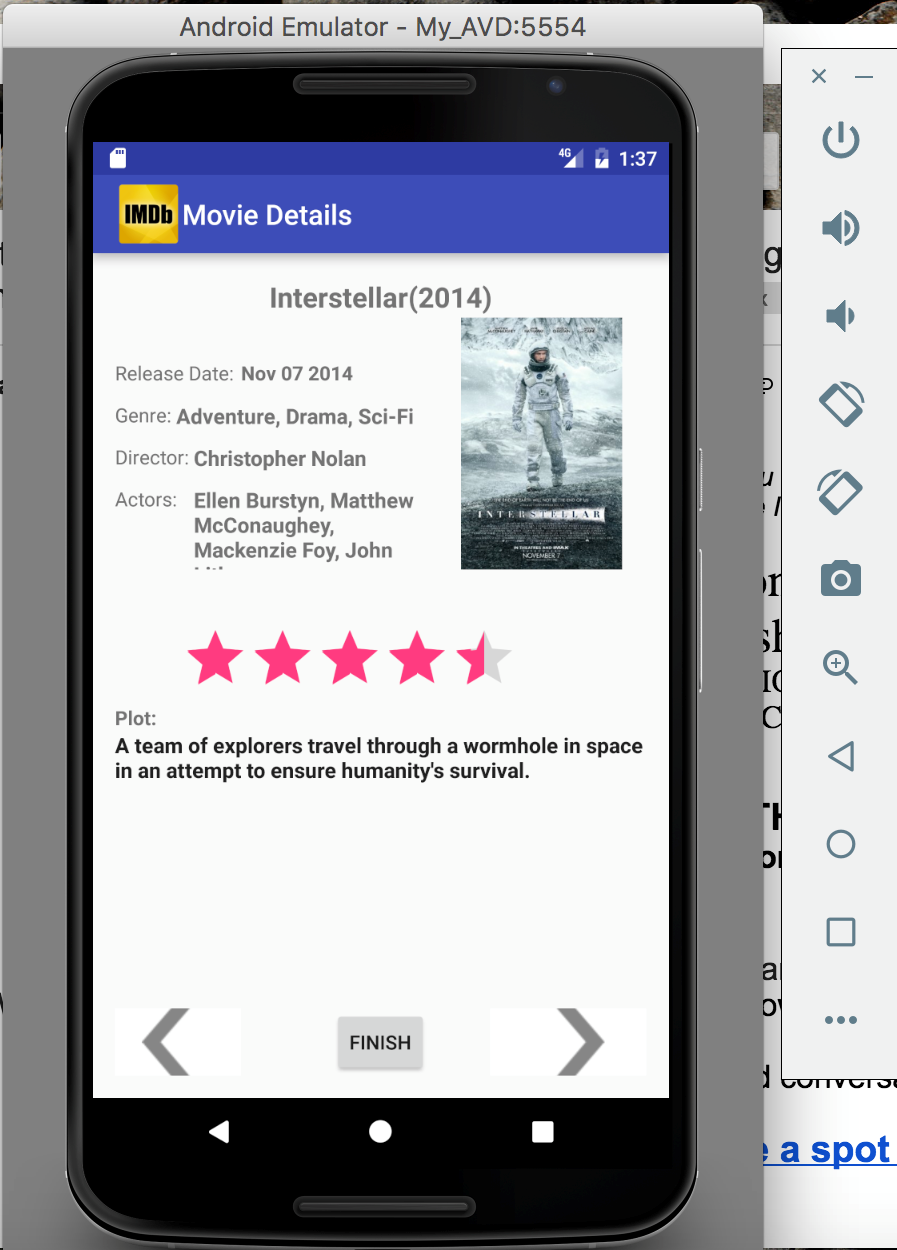 Android Emulator - My_AVD:5554
4G 1:37
IMDb Movie Details
Interstellar(2014)
Release Date: Nov 07 2014
Genre: Adventure, Drama, Sci-Fi
Director: Christopher Nolan
Actors: Ellen Burstyn, Matthew
McConaughey,
Mackenzie Foy, John
INTERSTELLAR
NOVEMBER 7
Plot:
A team of explorers travel through a wormhole in space
in an attempt to ensure humanity's survival.
FINISH
a spot